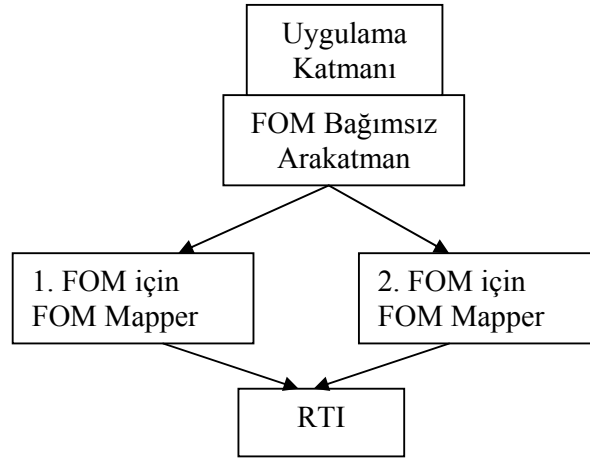 Uygulama
Katmanı
FOM Bağımsız
Arakatman
1. FOM için
FOM Mapper
2. FOM için
FOM Mapper
RTI